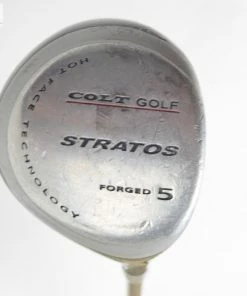 COLT GOLF
STRATOS
FORGED 5
HOT FACE TECHNOLOGY